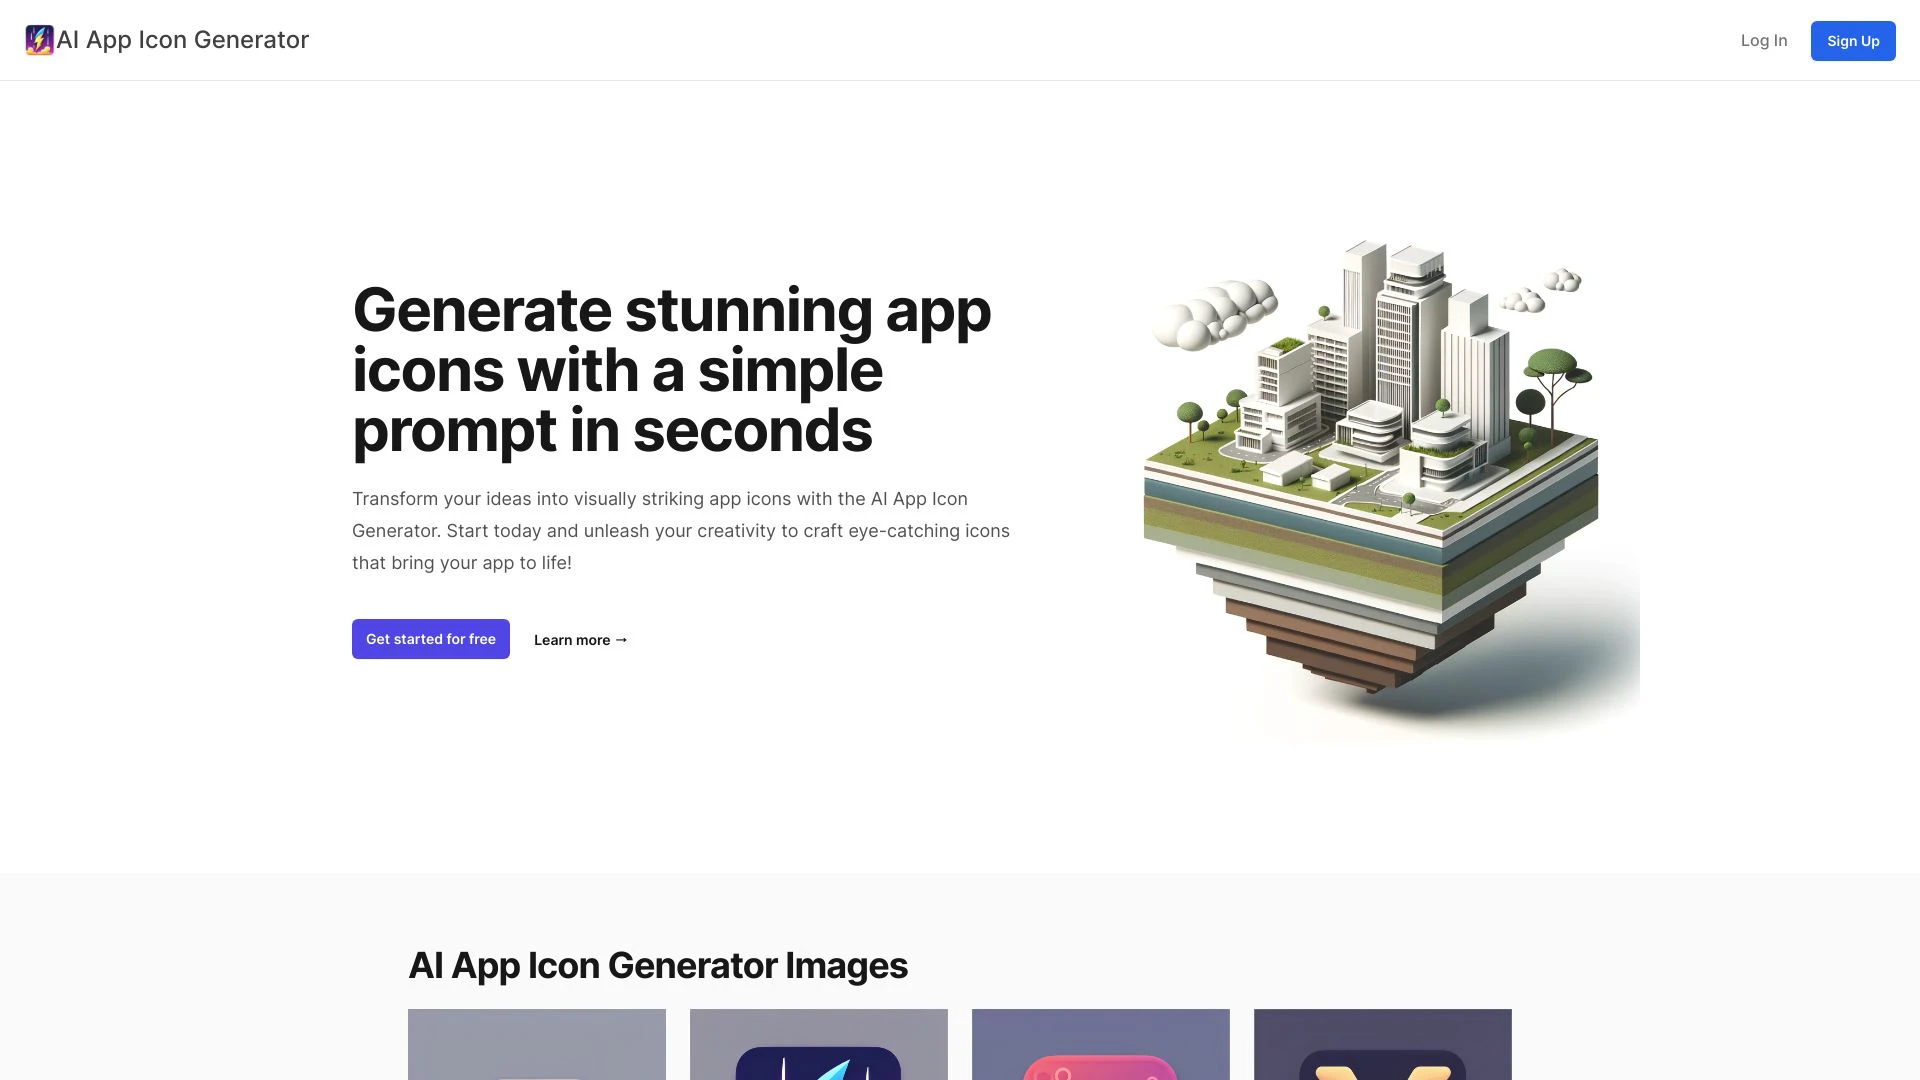 AI App Icon Generator
Log In
Sign Up
Generate stunning app
icons with a simple
prompt in seconds
Transform your ideas into visually striking app icons with the AI App Icon
Generator. Start today and unleash your creativity to craft eye-catching icons
that bring your app to life!
Get started for free
Learn more →
AI App Icon Generator Images